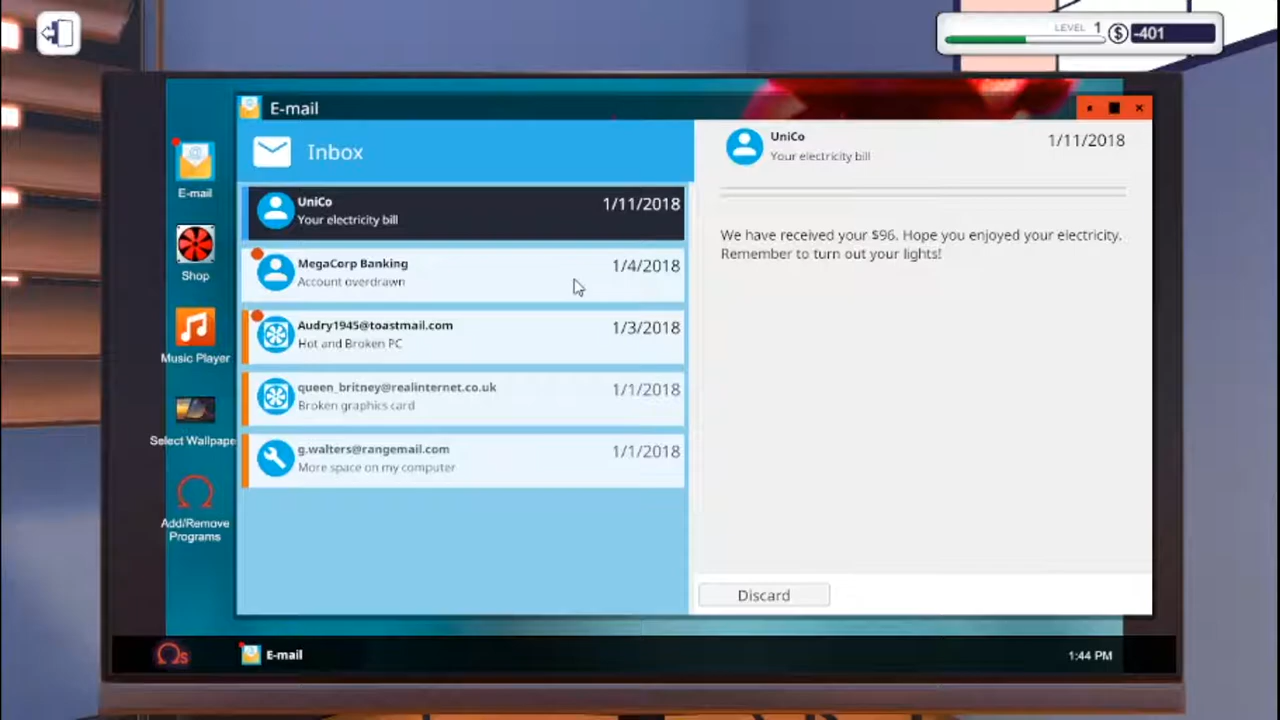 LEVEL 1 $ -401
E-mail
Inbox
UniCo 1/11/2018
Your electricity bill
MegaCorp Banking 1/4/2018
Account overdrawn
Audry1945@toastmail.com 1/3/2018
Hot and Broken PC
queen_britney@realinternet.co.uk 1/1/2018
Broken graphics card
g.walters@rangemail.com 1/1/2018
More space on my computer
UniCo 1/11/2018
Your electricity bill
We have received your $96. Hope you enjoyed your electricity.
Remember to turn out your lights!
Discard
E-mail
Shop
Music Player
Select Wallpape
Add/Remove
Programs
Ωs
E-mail
1:44 PM